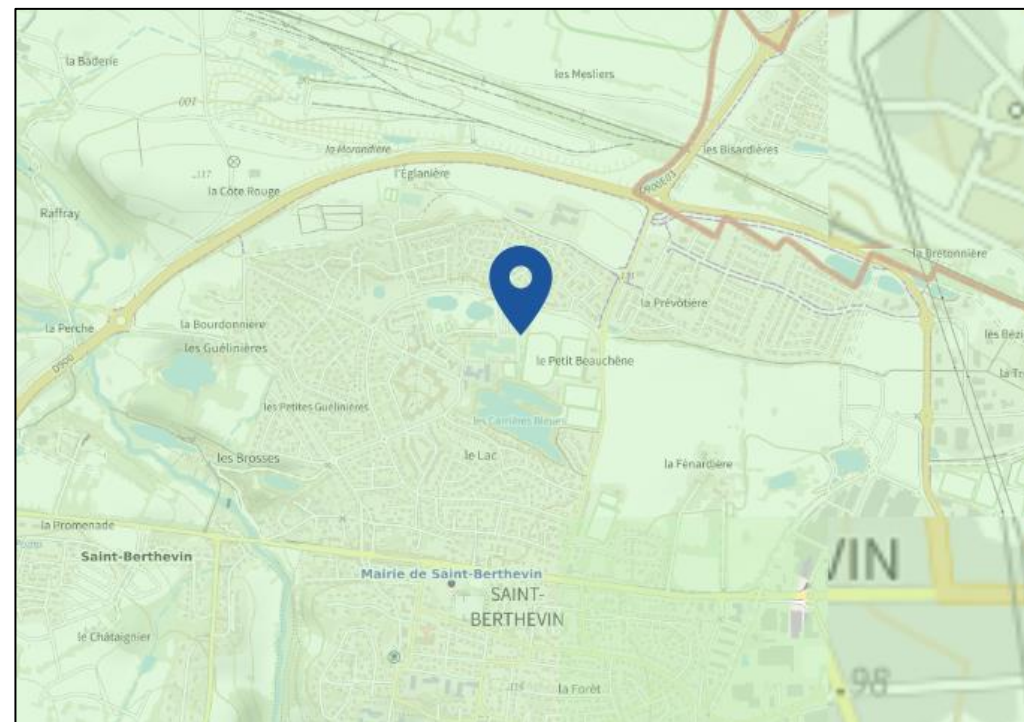 la Baderie
les Mesliers
la Morandière
les Bisardières
l'Églanière
la Côte Rouge
Raffray
la Bretonnière
la Prévôtière
la Perche
la Bourdonnière
les Guélinières
le Petit Beauchêne
D900
les Petites Guélinières
les Carrières Bleues
le Lac
les Brosses
la Fénardière
la Promenade
Saint-Berthevin
VIN
Mairie de Saint-Berthevin
SAINT-
BERTHEVIN
le Châtaignier
la Forêt
98